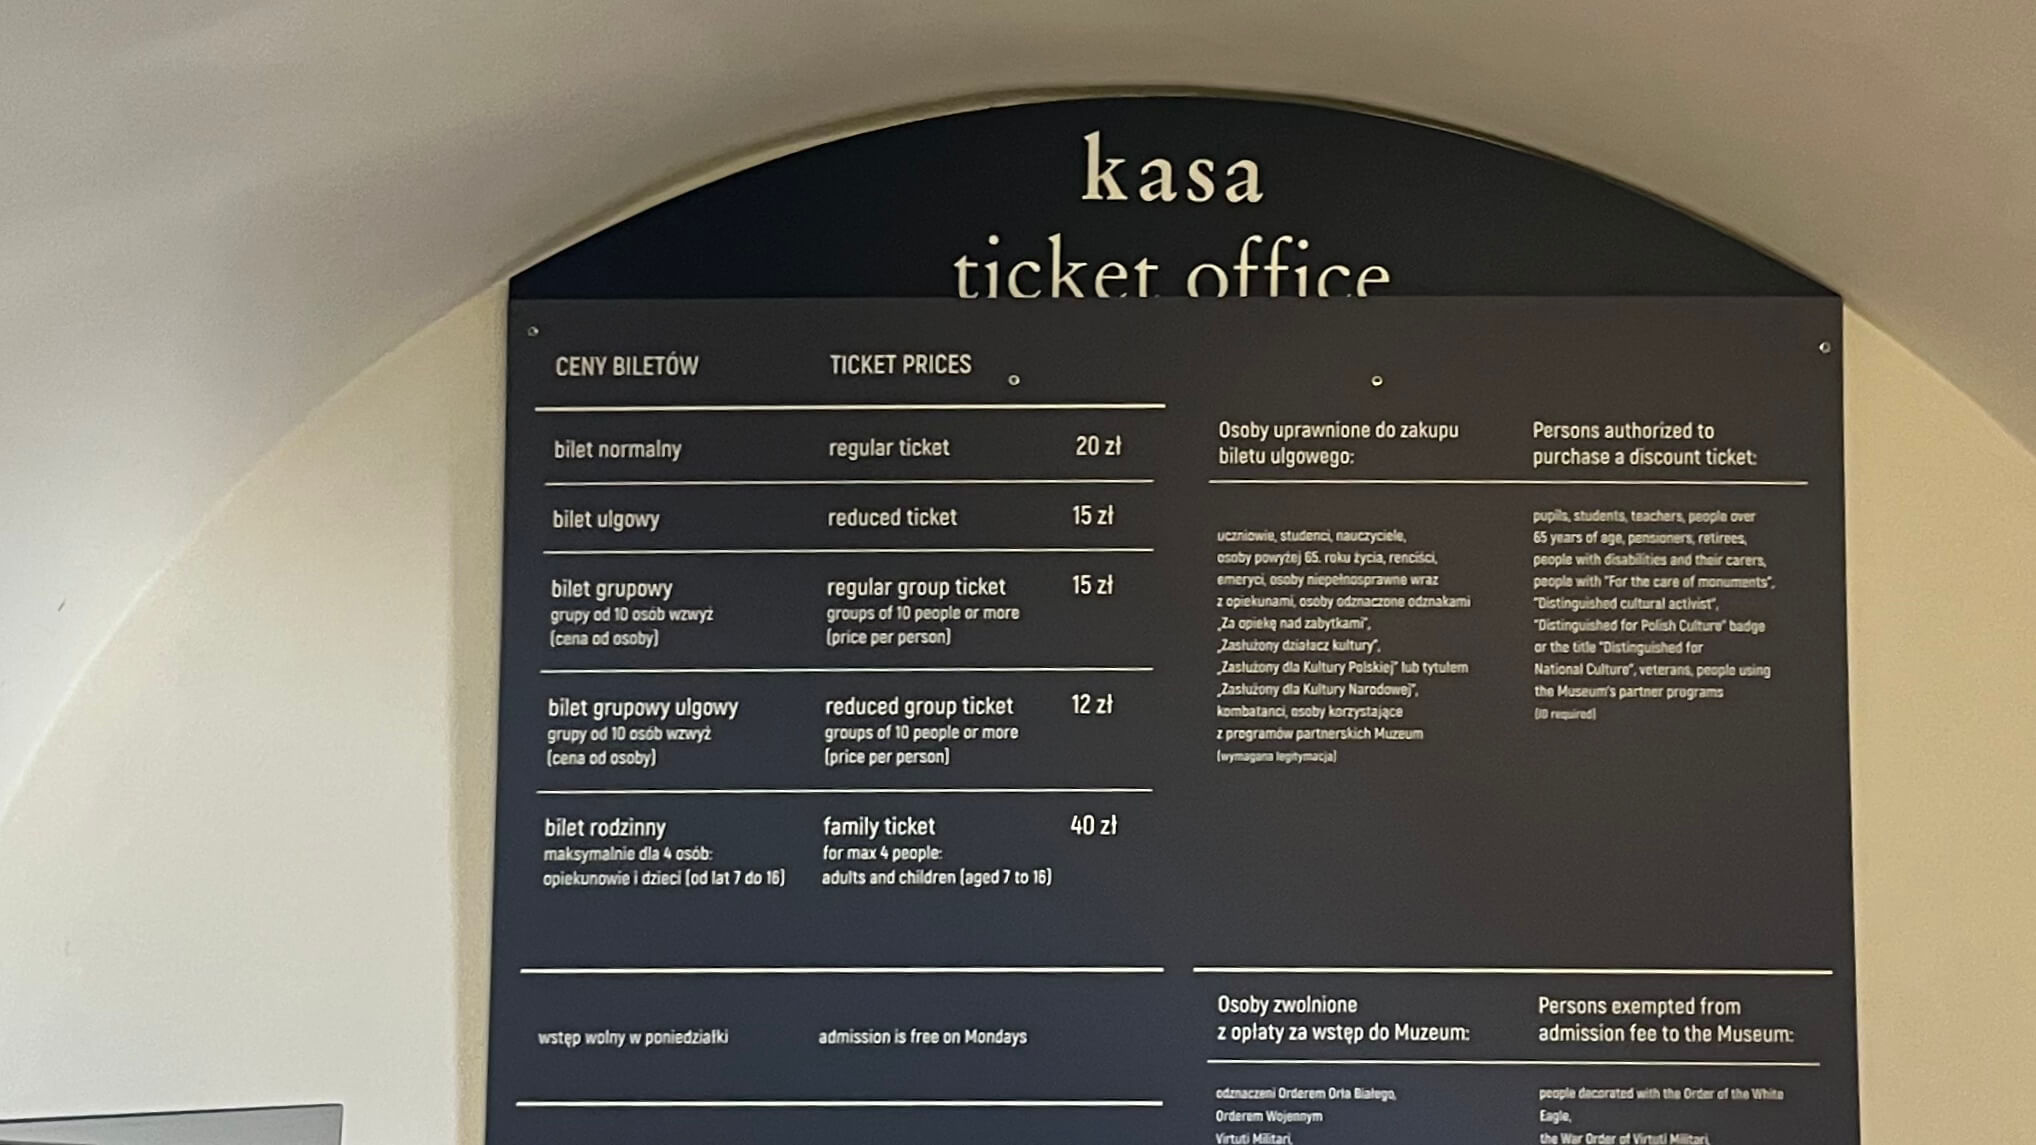 kasa
ticket office
CENY BILETÓW TICKET PRICES
bilet normalny regular ticket 20 zł
bilet ulgowy reduced ticket 15 zł
bilet grupowy regular group ticket 15 zł
grupy od 10 osób wzwyż groups of 10 people or more
(cena od osoby) (price per person)
bilet grupowy ulgowy reduced group ticket 12 zł
grupy od 10 osób wzwyż groups of 10 people or more
(cena od osoby) (price per person)
bilet rodzinny family ticket 40 zł
maksymalnie dla 4 osób: for max 4 people:
opiekunowie i dzieci (od lat 7 do 16) adults and children (aged 7 to 16)
wstęp wolny w poniedziałki admission is free on Mondays
Osoby uprawnione do zakupu
biletu ulgowego:
uczniowie, studenci, nauczyciele,
osoby powyżej 65. roku życia, renciści,
emeryci, osoby niepełnosprawne wraz
z opiekunami, osoby odznaczone odznakami
„Za opiekę nad zabytkami”,
„Zasłużony działacz kultury”,
„Zasłużony dla Kultury Polskiej” lub tytułem
„Zasłużony dla Kultury Narodowej”,
kombatanci, osoby korzystające
z programów partnerskich Muzeum
(wymagana legitymacja)
Persons authorized to
purchase a discount ticket:
pupils, students, teachers, people over
65 years of age, pensioners, retirees,
people with disabilities and their carers,
people with "For the care of monuments",
"Distinguished cultural activist",
"Distinguished for Polish Culture" badge
or the title "Distinguished for
National Culture", veterans, people using
the Museum's partner programs
(ID required)
Osoby zwolnione
z opłaty za wstęp do Muzeum:
odznaczeni Orderem Orła Białego,
Orderem Wojennym
Virtuti Militari,
Persons exempted from
admission fee to the Museum:
people decorated with the Order of the White
Eagle,
the War Order of Virtuti Militari,